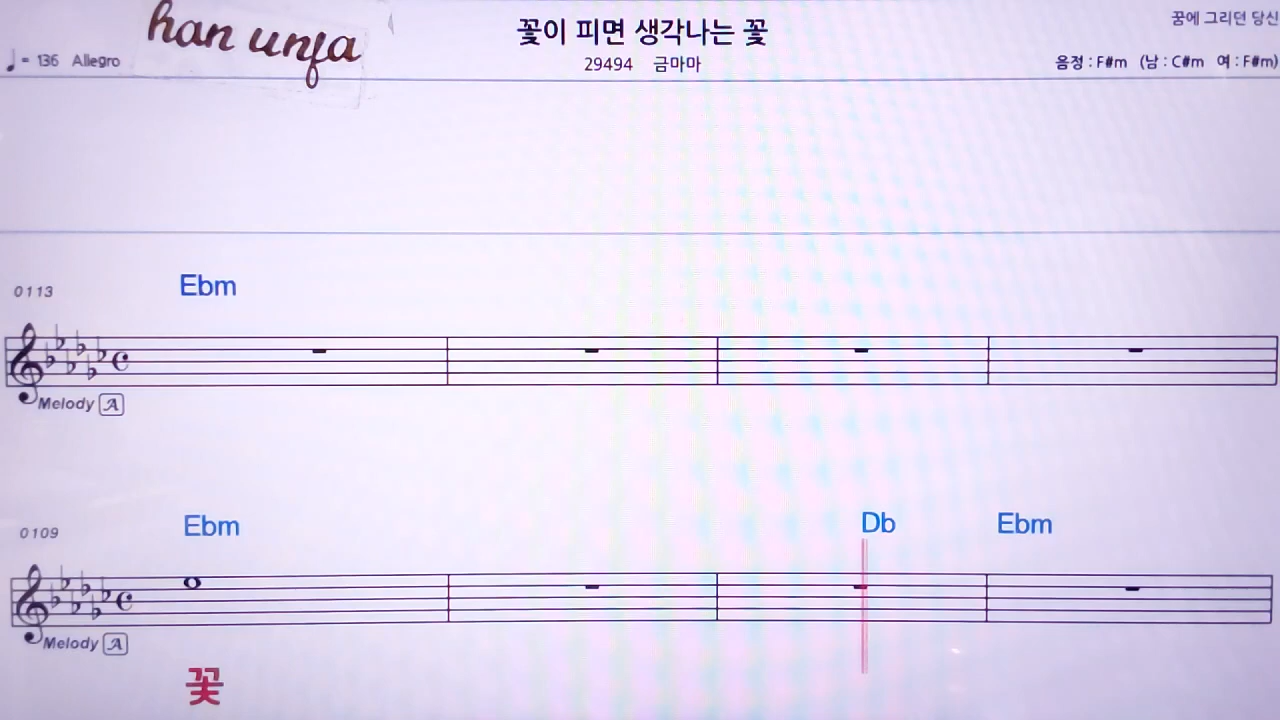 han unja
꽃이 피면 생각나는 꽃
꿈에 그리던 당신
♩= 136 Allegro
29494 금마마
음정 : F#m (남 : C#m 여 : F#m)
0113
Ebm
Melody A
0109
Ebm Db Ebm
Melody A
꽃